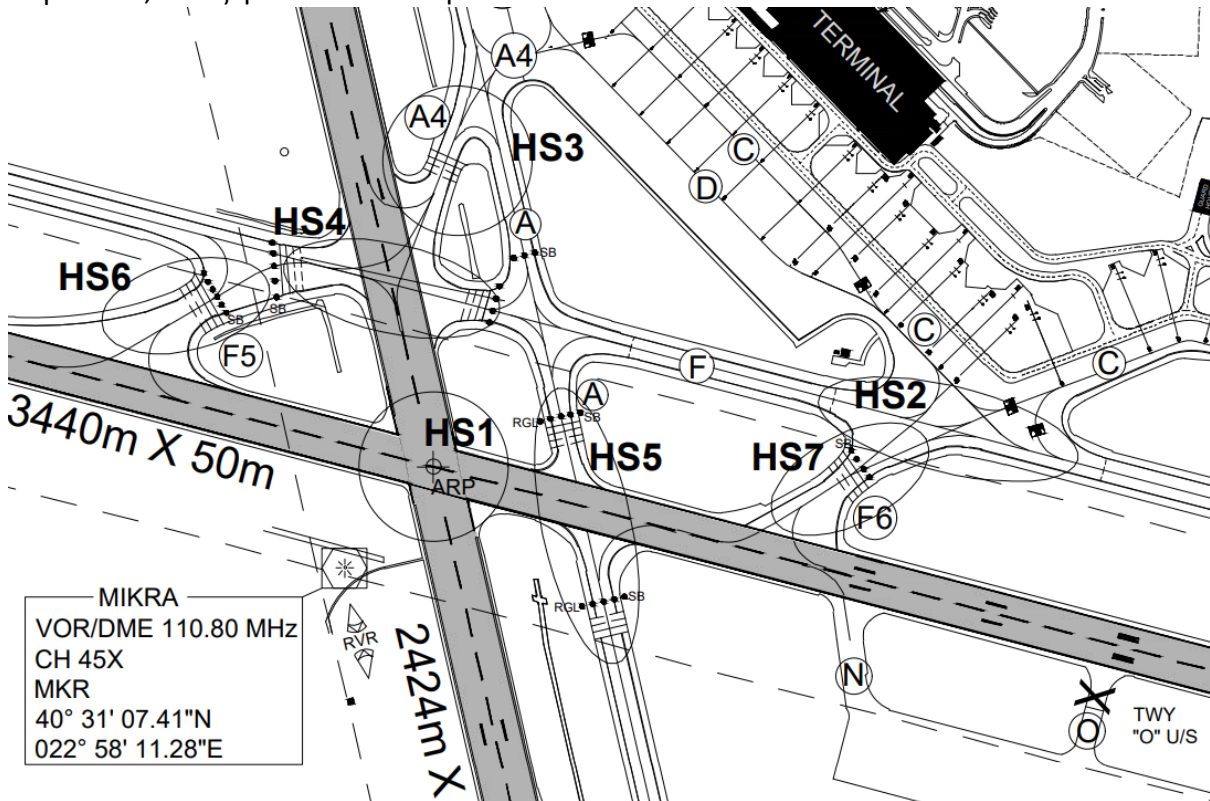 TERMINAL
A4
A4
HS3
C
D
A
SB
HS4
HS6
SB
SB
F5
C
C
F
HS2
A
RGL
SB
HS1
HS5
HS7
SB
3440m X 50m
ARP
F6
MIKRA
VOR/DME 110.80 MHz
CH 45X
MKR
40° 31' 07.41"N
022° 58' 11.28"E
RVR
RGL
SB
2424m X
N
X
O
TWY
"O" U/S